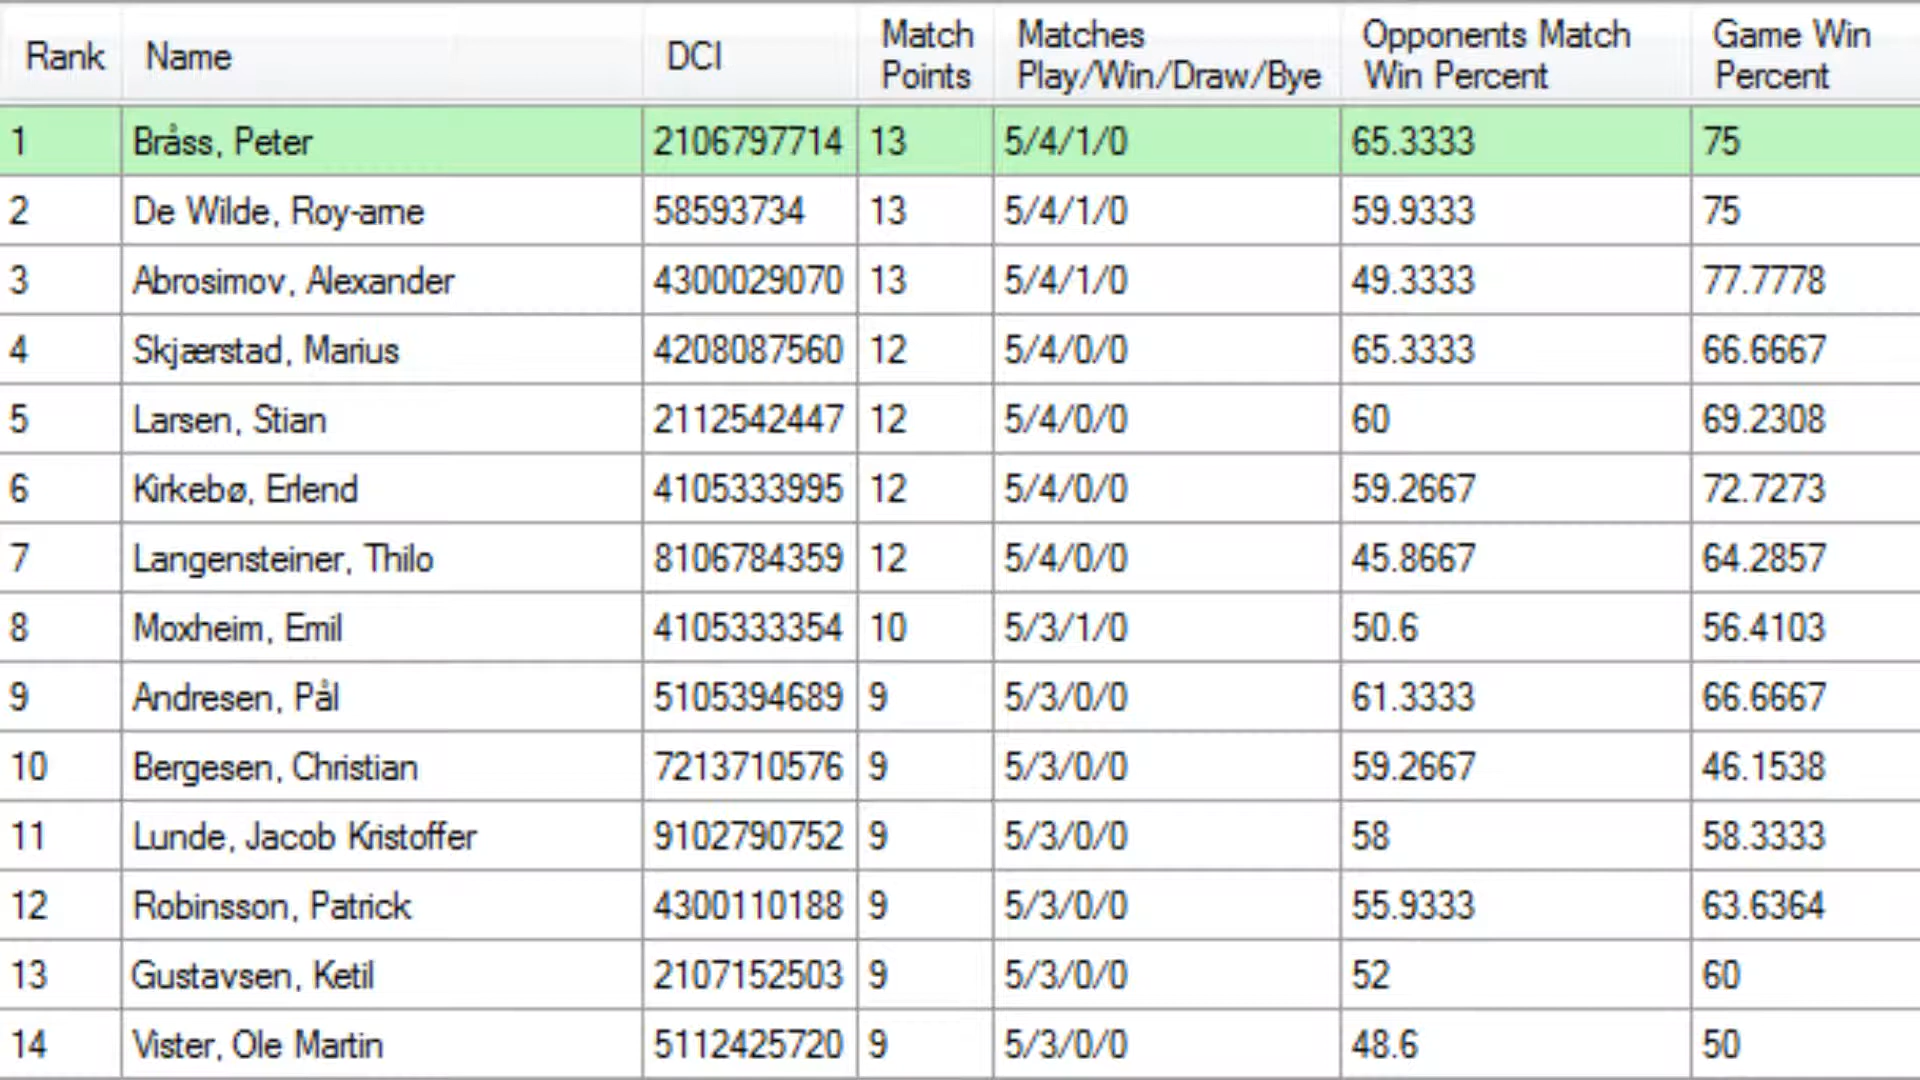 Rank Name DCI Match Points Matches Play/Win/Draw/Bye Opponents Match Win Percent Game Win Percent
1 Bråss, Peter 2106797714 13 5/4/1/0 65.3333 75
2 De Wilde, Roy-arne 58593734 13 5/4/1/0 59.9333 75
3 Abrosimov, Alexander 4300029070 13 5/4/1/0 49.3333 77.7778
4 Skjærstad, Marius 4208087560 12 5/4/0/0 65.3333 66.6667
5 Larsen, Stian 2112542447 12 5/4/0/0 60 69.2308
6 Kirkebø, Erlend 4105333995 12 5/4/0/0 59.2667 72.7273
7 Langensteiner, Thilo 8106784359 12 5/4/0/0 45.8667 64.2857
8 Moxheim, Emil 4105333354 10 5/3/1/0 50.6 56.4103
9 Andresen, Pål 5105394689 9 5/3/0/0 61.3333 66.6667
10 Bergesen, Christian 7213710576 9 5/3/0/0 59.2667 46.1538
11 Lunde, Jacob Kristoffer 9102790752 9 5/3/0/0 58 58.3333
12 Robinsson, Patrick 4300110188 9 5/3/0/0 55.9333 63.6364
13 Gustavsen, Ketil 2107152503 9 5/3/0/0 52 60
14 Vister, Ole Martin 5112425720 9 5/3/0/0 48.6 50